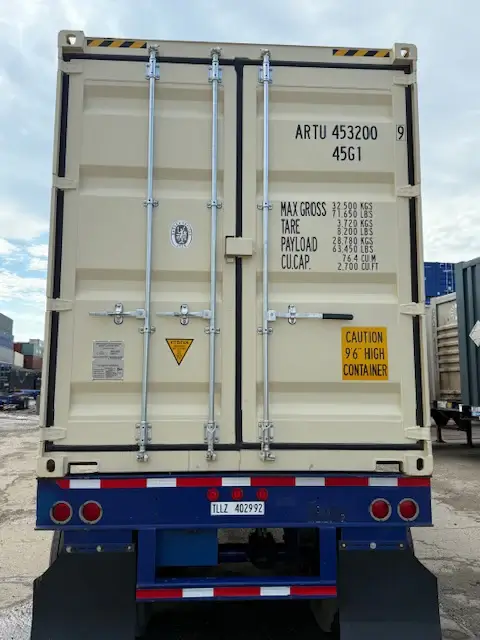 ARTU 453200 9
45G1
MAX GROSS 32.500 KGS
71.650 LBS
TARE 3.720 KGS
8.200 LBS
PAYLOAD 28.780 KGS
63.450 LBS
CU.CAP. 76.4 CU.M
2.700 CU.FT
CAUTION
9'6" HIGH
CONTAINER
TLLZ 402992